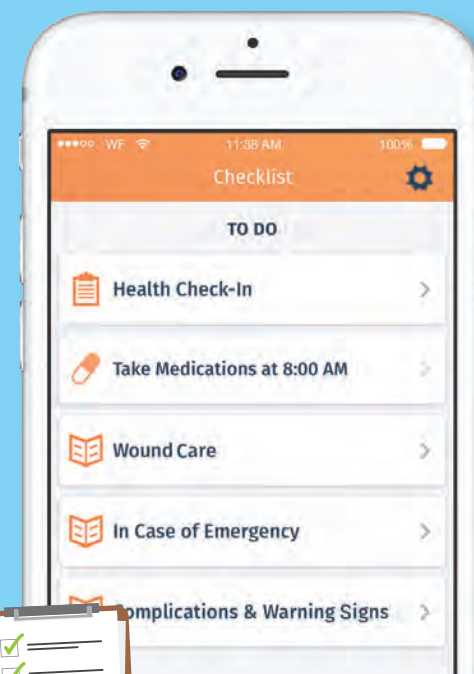 WF 11:38 AM 100%
Checklist
TO DO
Health Check-In
Take Medications at 8:00 AM
Wound Care
In Case of Emergency
omplications & Warning Signs